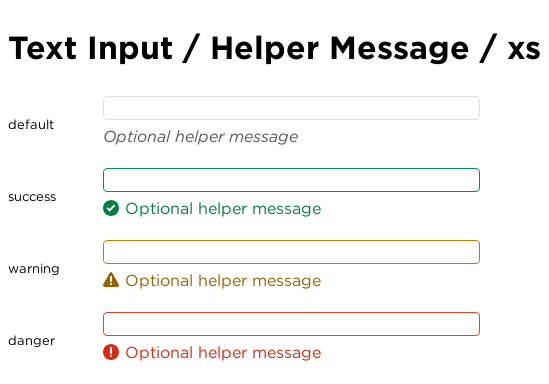 Text Input / Helper Message / xs
default
Optional helper message
success
Optional helper message
warning
Optional helper message
danger
Optional helper message